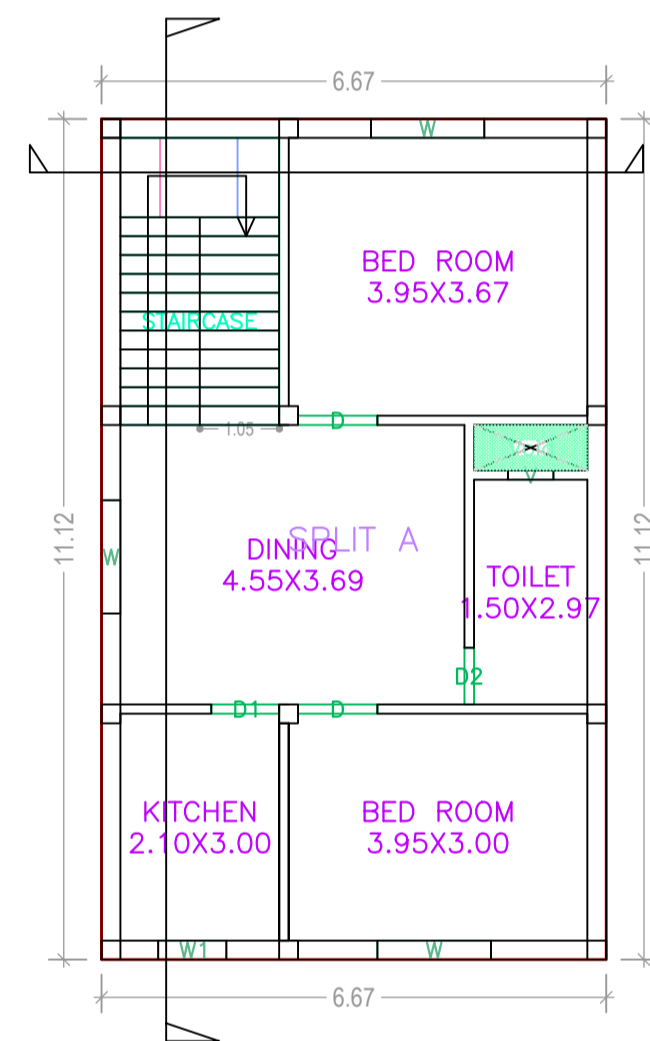 6.67
W
BED ROOM
3.95X3.67
STAIRCASE
D
1.05
V
11.12
11.12
W
SPLIT A
DINING
4.55X3.69
TOILET
1.50X2.97
D2
D1
D
KITCHEN
2.10X3.00
BED ROOM
3.95X3.00
W1
W
6.67